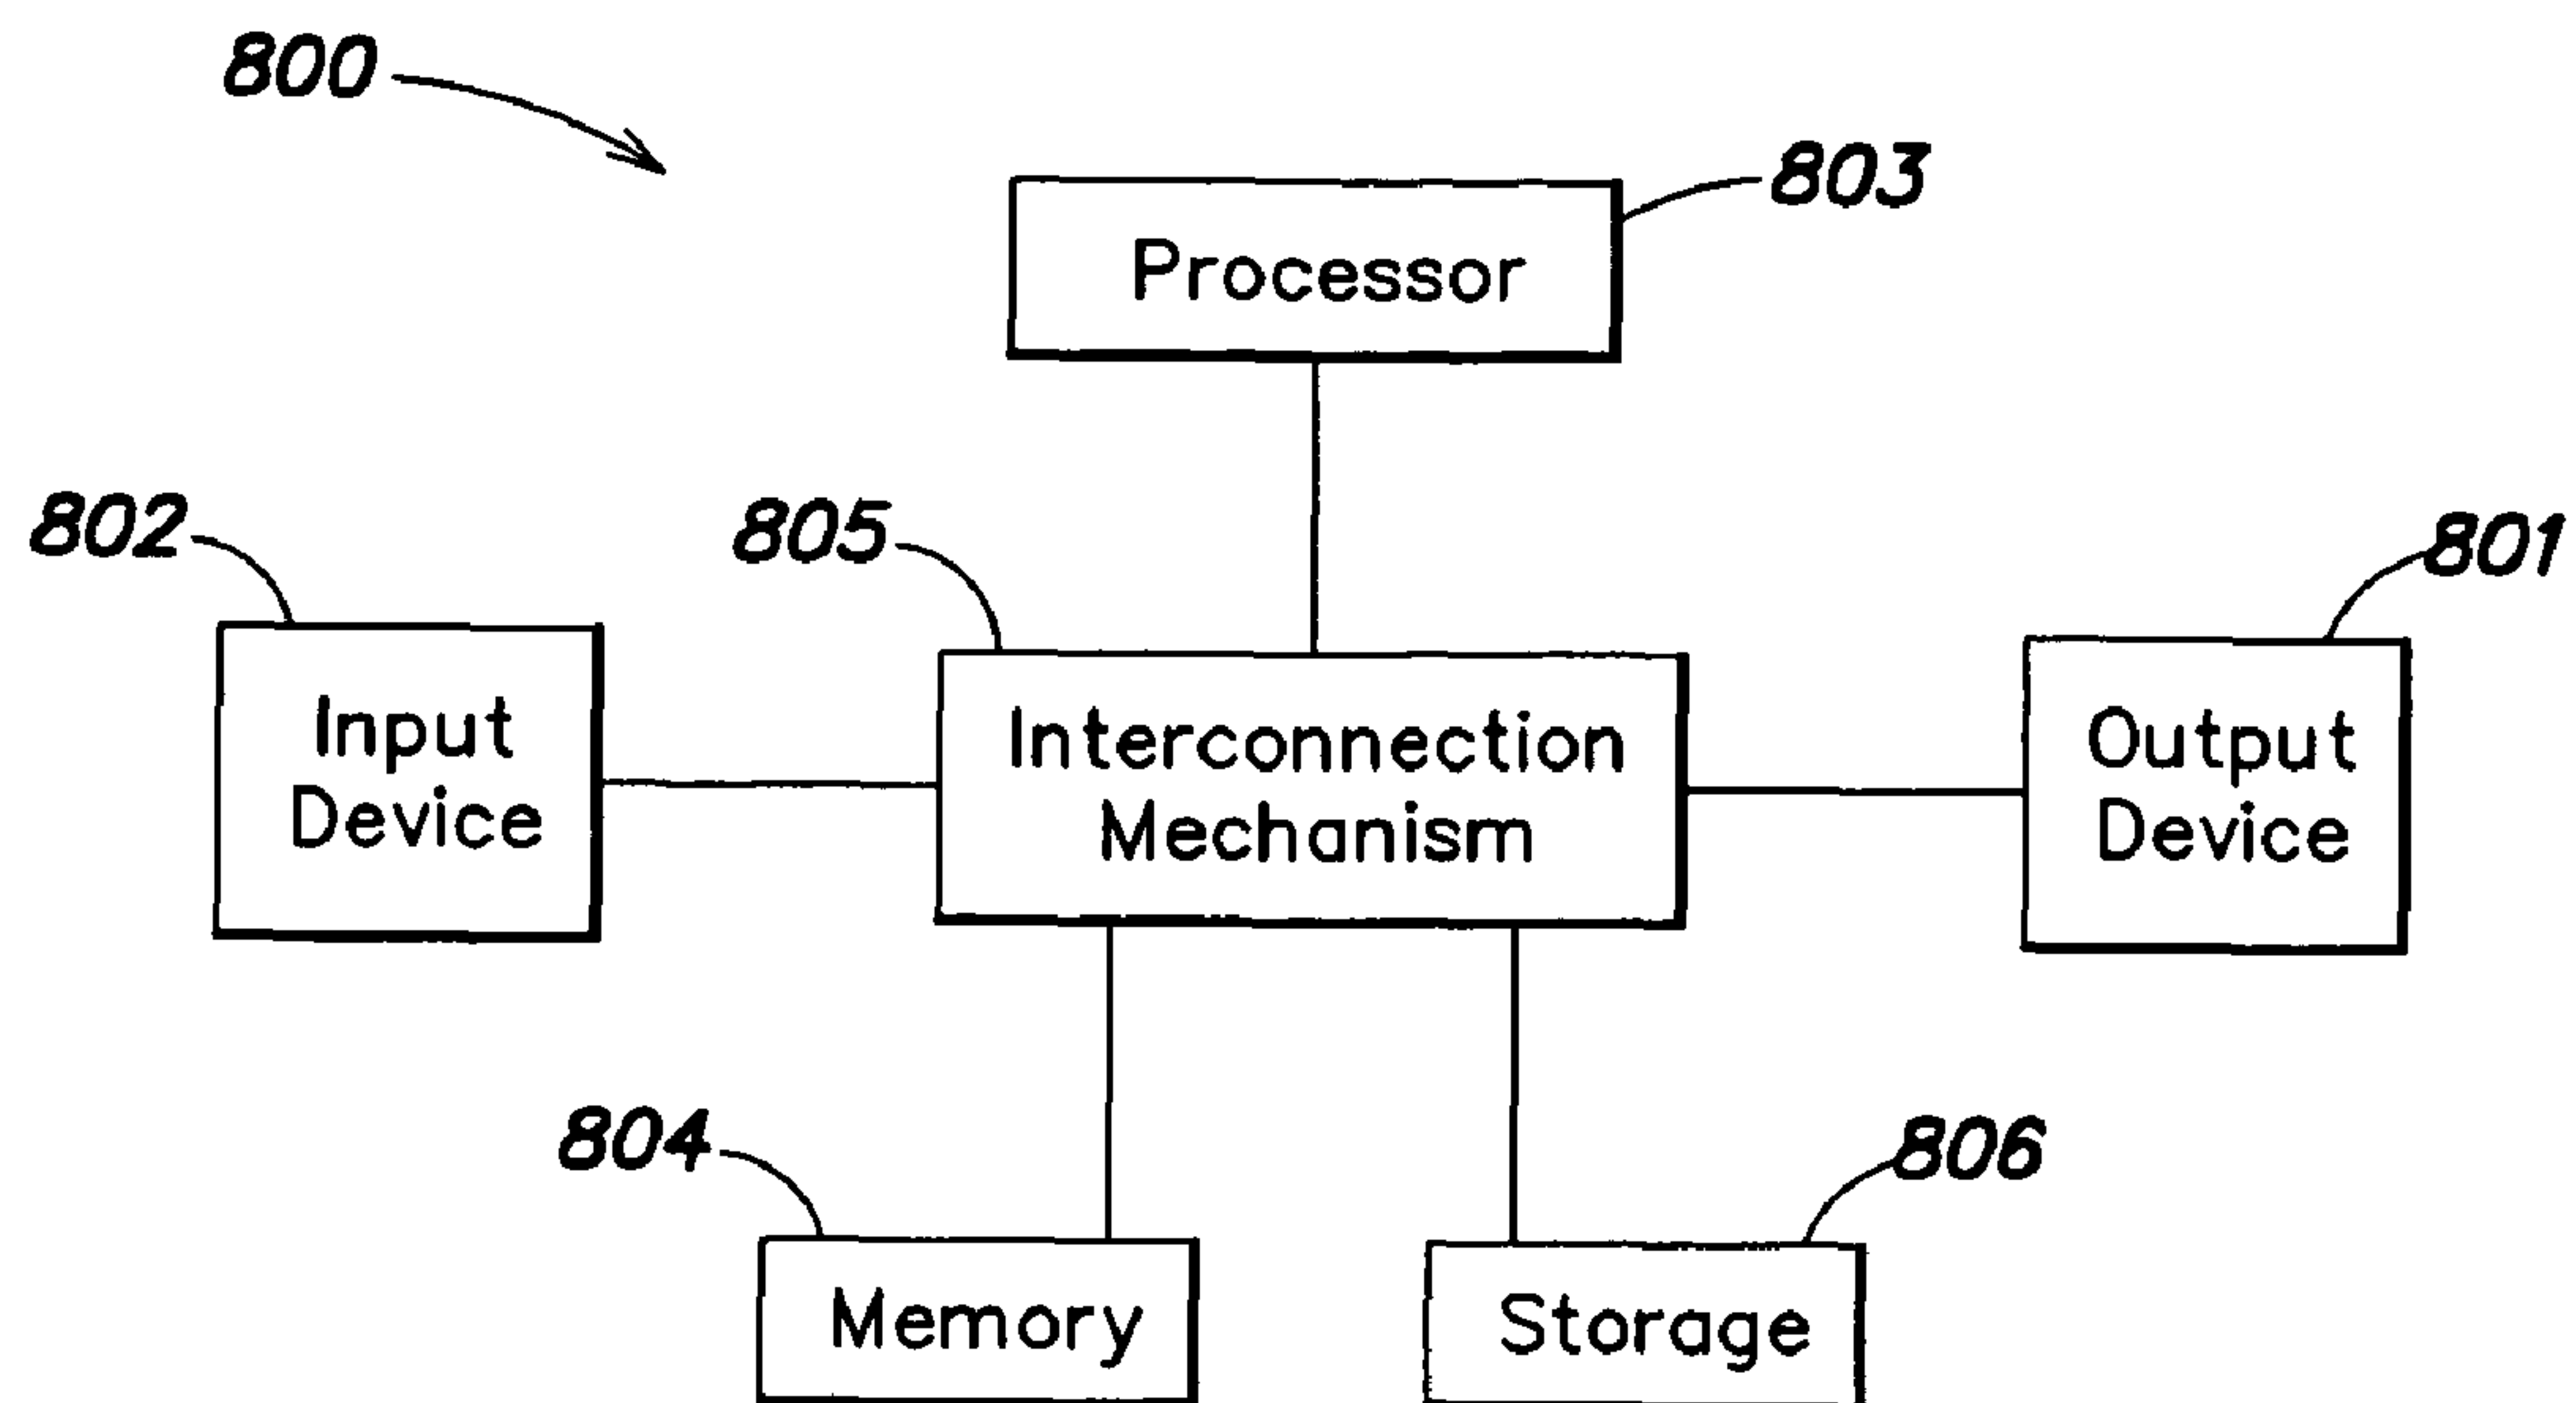 800
803
Processor
802
805
801
Input
Device
Interconnection
Mechanism
Output
Device
804
806
Memory
Storage